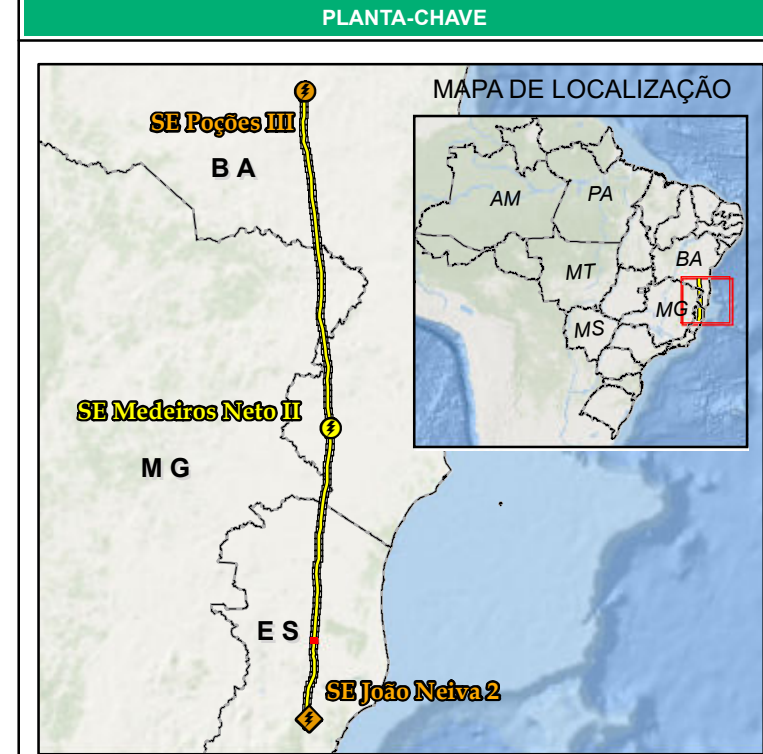 PLANTA-CHAVE
MAPA DE LOCALIZAÇÃO
SE Poções III
B A
AM
PA
BA
MT
MG
MS
SE Medeiros Neto II
M G
E S
SE João Neiva 2